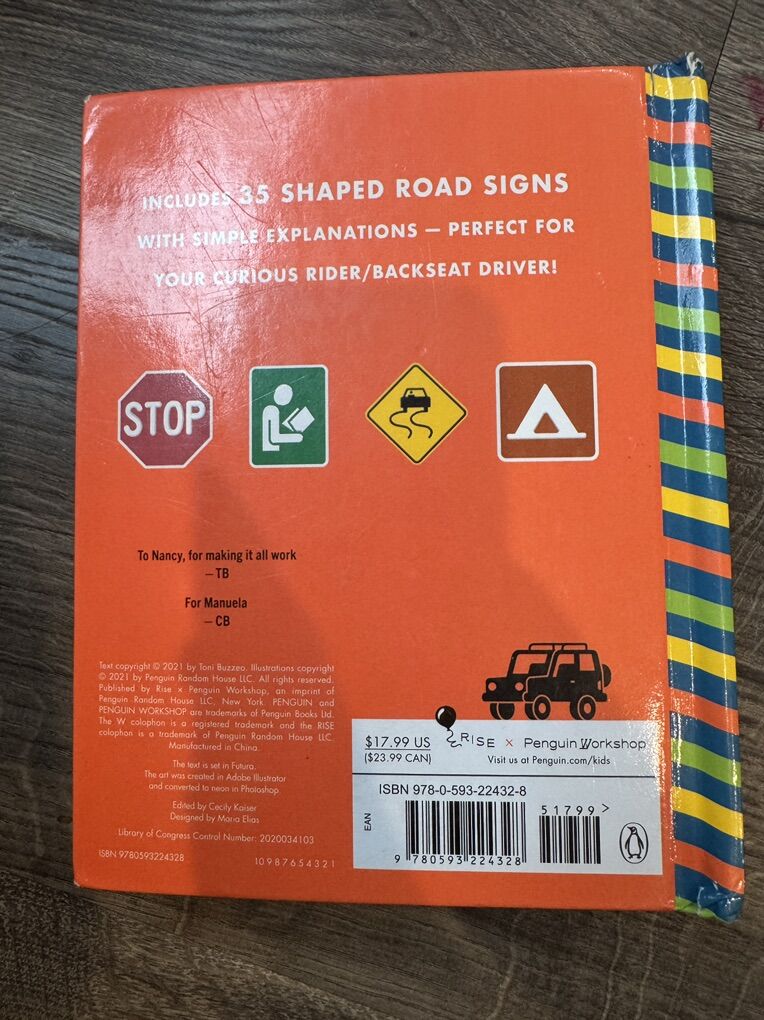 INCLUDES 35 SHAPED ROAD SIGNS
WITH SIMPLE EXPLANATIONS — PERFECT FOR
YOUR CURIOUS RIDER/BACKSEAT DRIVER!
STOP
To Nancy, for making it all work
— TB
For Manuela
— CB
Text copyright © 2021 by Toni Buzzeo. Illustrations copyright
© 2021 by Penguin Random House LLC. All rights reserved.
Published by Rise × Penguin Workshop, an imprint of
Penguin Random House LLC, New York. PENGUIN and
PENGUIN WORKSHOP are trademarks of Penguin Books Ltd.
The W colophon is a registered trademark and the RISE
colophon is a trademark of Penguin Random House LLC.
Manufactured in China.
The text is set in Futura.
The art was created in Adobe Illustrator
and converted to neon in Photoshop.
Edited by Cecily Kaiser
Designed by Maria Elias
Library of Congress Control Number: 2020034103
ISBN 9780593224328
10 9 8 7 6 5 4 3 2 1
$17.99 US
($23.99 CAN)
RISE × Penguin Workshop
Visit us at Penguin.com/kids
ISBN 978-0-593-22432-8
51799>
EAN
9 780593 224328